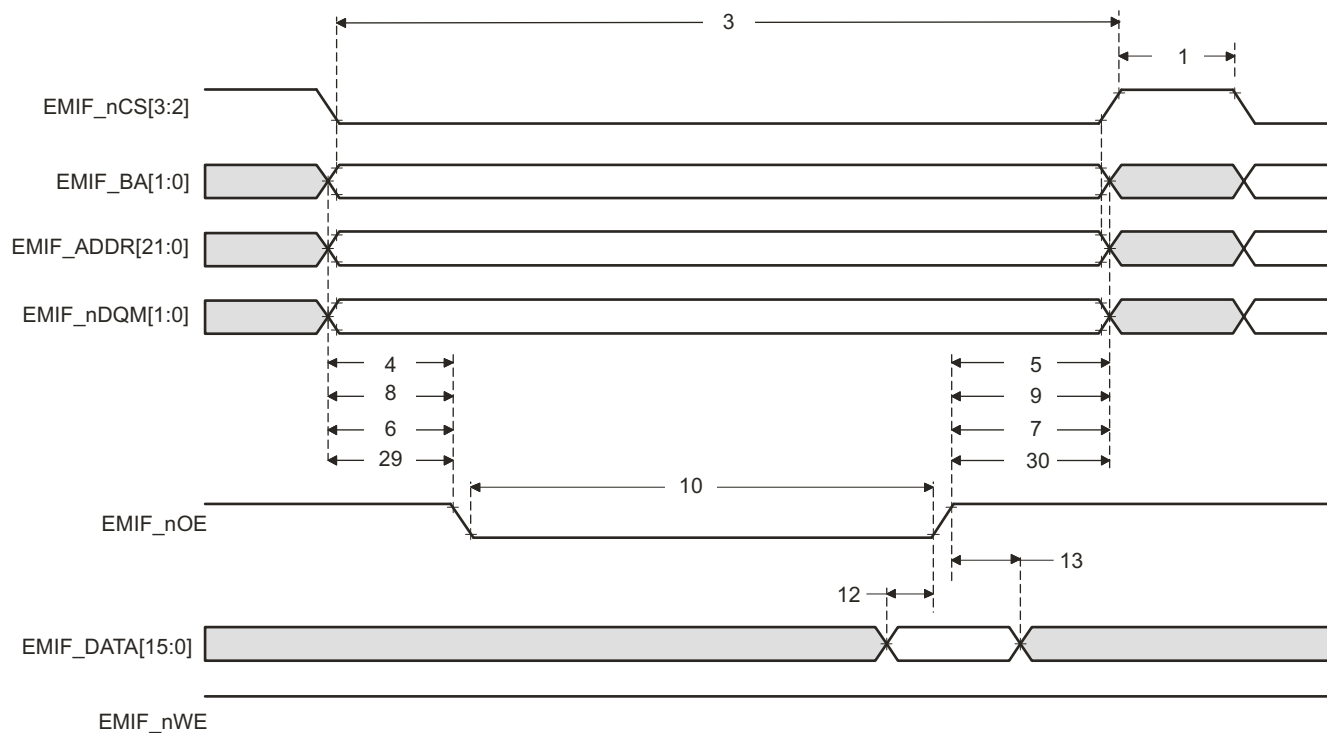 3
1
EMIF_nCS[3:2]
EMIF_BA[1:0]
EMIF_ADDR[21:0]
EMIF_nDQM[1:0]
4 5
8 9
6 7
29 30
10
EMIF_nOE
13
12
EMIF_DATA[15:0]
EMIF_nWE